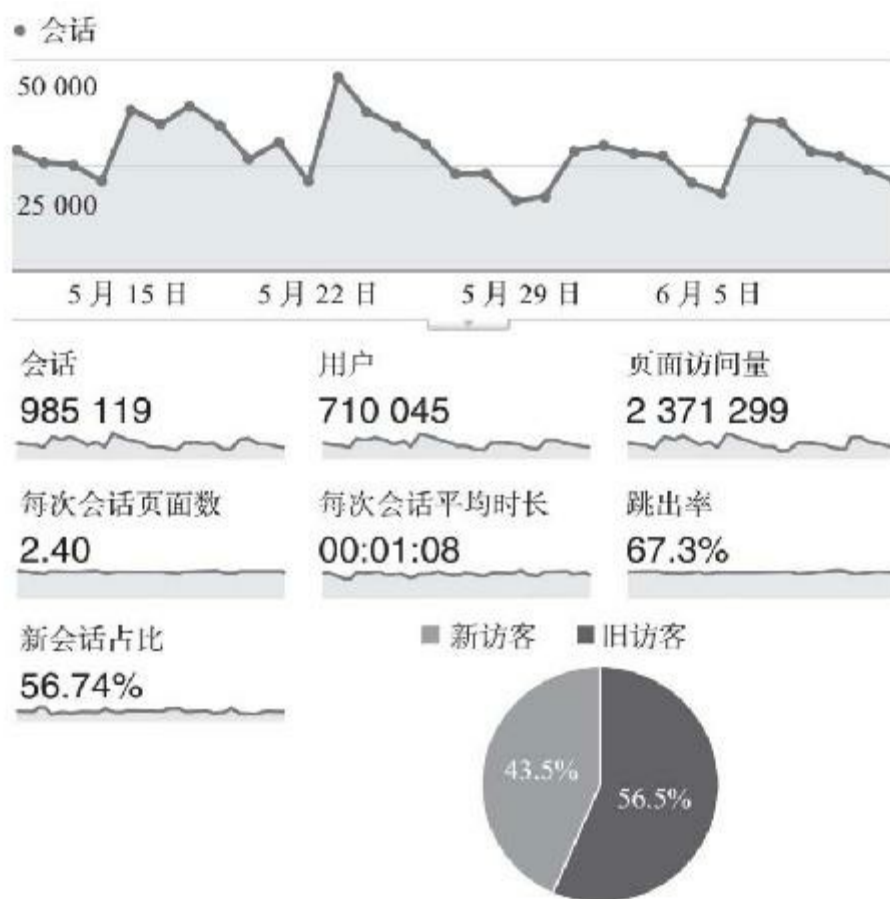 会话
50 000
25 000
5 月 15 日 5 月 22 日 5 月 29 日 6 月 5 日
会话 用户 页面访问量
985 119 710 045 2 371 299
每次会话页面数 每次会话平均时长 跳出率
2.40 00:01:08 67.3%
新会话占比 新访客 旧访客
56.74%
43.5% 56.5%